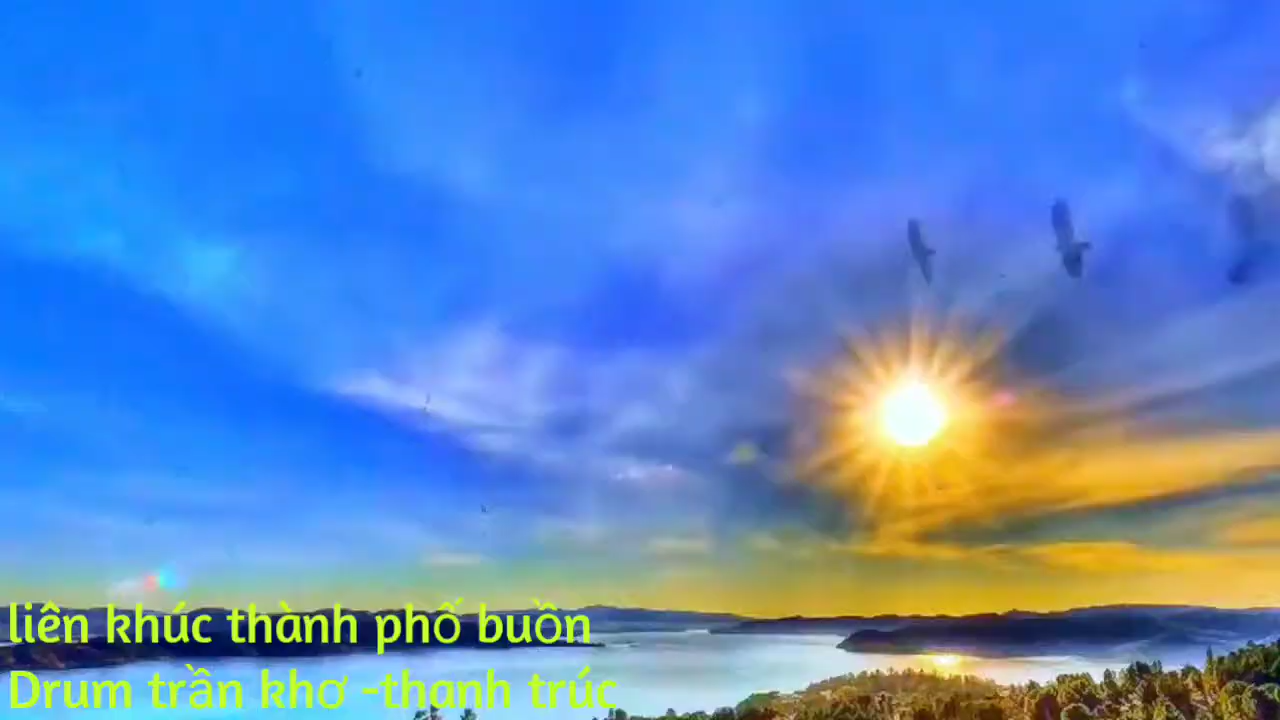 liên khúc thành phố buồn
Drum trần khơ -thanh trúc